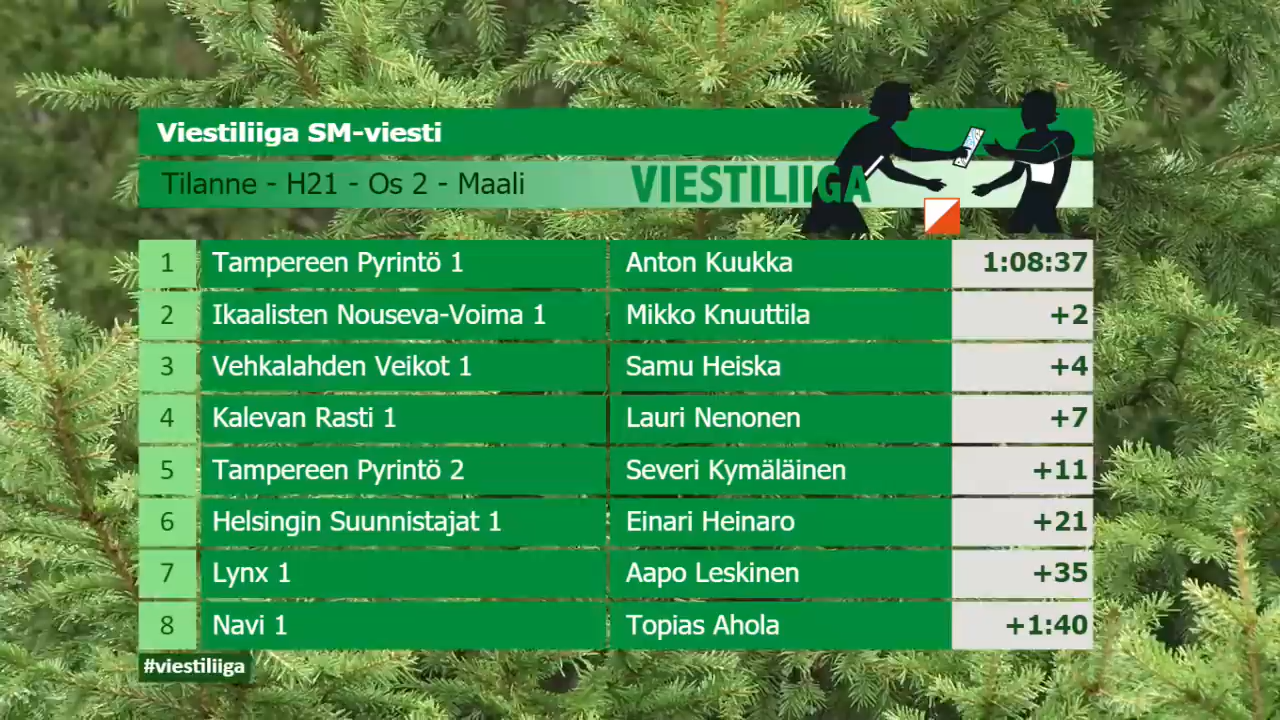 Viestiliiga SM-viesti
Tilanne - H21 - Os 2 - Maali
VIESTILIIGA
1 Tampereen Pyrintö 1 Anton Kuukka 1:08:37
2 Ikaalisten Nouseva-Voima 1 Mikko Knuuttila +2
3 Vehkalahden Veikot 1 Samu Heiska +4
4 Kalevan Rasti 1 Lauri Nenonen +7
5 Tampereen Pyrintö 2 Severi Kymäläinen +11
6 Helsingin Suunnistajat 1 Einari Heinaro +21
7 Lynx 1 Aapo Leskinen +35
8 Navi 1 Topias Ahola +1:40
#viestiliiga